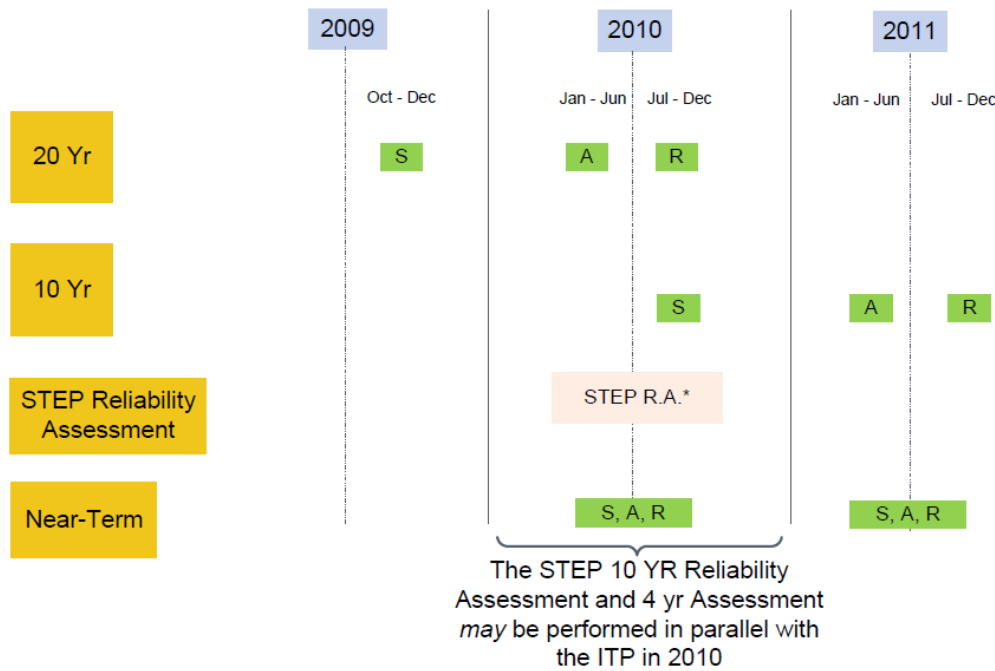 2009
2010
2011
Oct - Dec
Jan - Jun
Jul - Dec
Jan - Jun
Jul - Dec
20 Yr
S
A
R
10 Yr
S
A
R
STEP Reliability
Assessment
STEP R.A.*
Near-Term
S, A, R
S, A, R
The STEP 10 YR Reliability
Assessment and 4 yr Assessment
may be performed in parallel with
the ITP in 2010